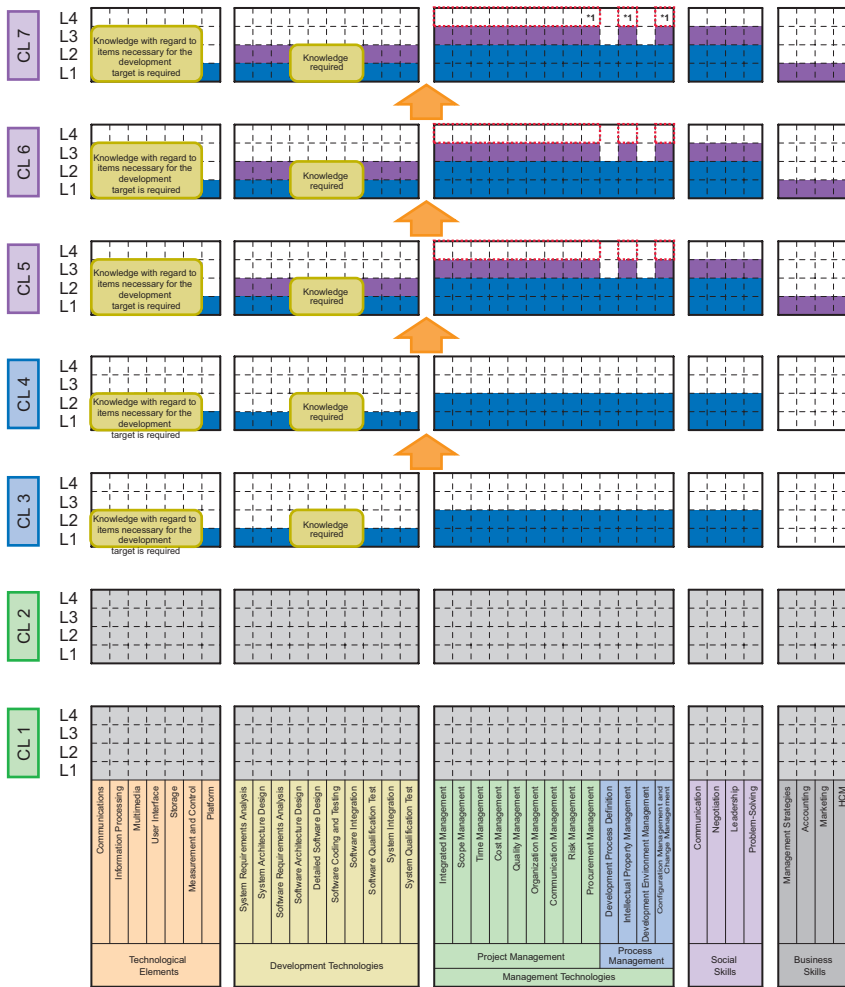 CL 7
L4
L3
L2
L1
Knowledge with regard to
items necessary for the
development
target is required
Knowledge
required
*1
*1
*1
CL 6
L4
L3
L2
L1
Knowledge with regard to
items necessary for the
development
target is required
Knowledge
required
CL 5
L4
L3
L2
L1
Knowledge with regard to
items necessary for the
development
target is required
Knowledge
required
CL 4
L4
L3
L2
L1
Knowledge with regard to
items necessary for the
development
target is required
Knowledge
required
CL 3
L4
L3
L2
L1
Knowledge with regard to
items necessary for the
development
target is required
Knowledge
required
CL 2
L4
L3
L2
L1
CL 1
L4
L3
L2
L1
Communications
Information Processing
Multimedia
User Interface
Storage
Measurement and Control
Platform
System Requirements Analysis
System Architecture Design
Software Requirements Analysis
Software Architecture Design
Detailed Software Design
Software Coding and Testing
Software Integration
Software Qualification Test
System Integration
System Qualification Test
Integrated Management
Scope Management
Time Management
Cost Management
Quality Management
Organization Management
Communication Management
Risk Management
Procurement Management
Development Process Definition
Intellectual Property Management
Development Environment Management
Configuration Management and
Change Management
Communication
Negotiation
Leadership
Problem-Solving
Management Strategies
Accounting
Marketing
HCM
Technological
Elements
Development Technologies
Project Management
Process
Management
Management Technologies
Social
Skills
Business
Skills